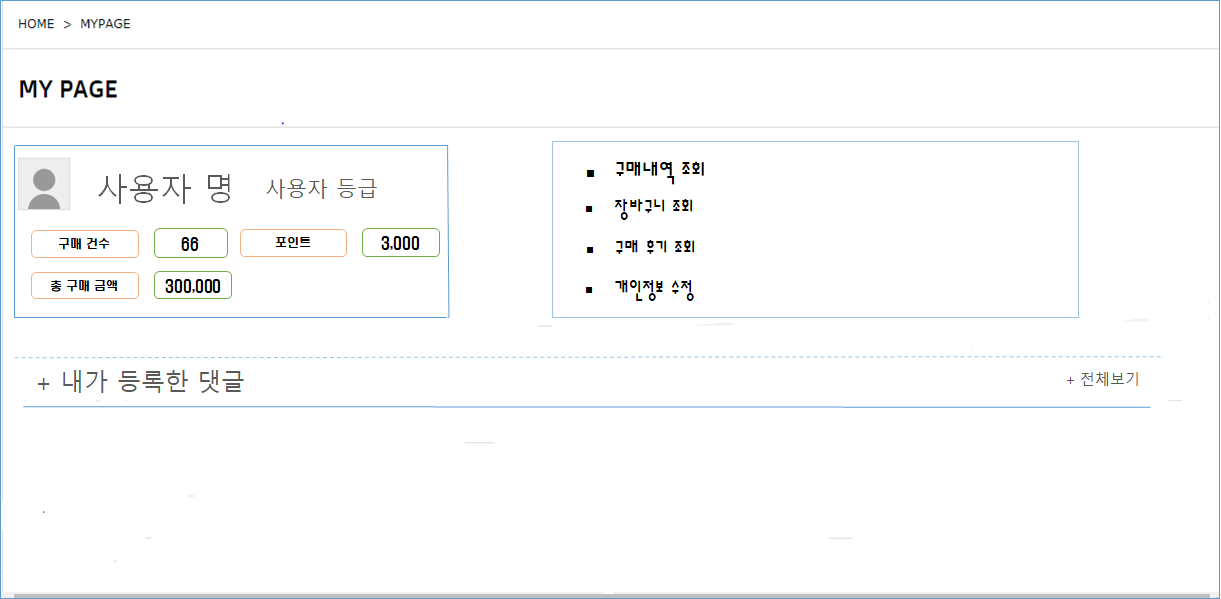 HOME > MYPAGE
MY PAGE
사용자 명 사용자 등급
구매 건수 66 포인트 3,000
총 구매 금액 300,000
▪ 구매내역 조회
▪ 장바구니 조회
▪ 구매 후기 조회
▪ 개인정보 수정
+ 내가 등록한 댓글 + 전체보기